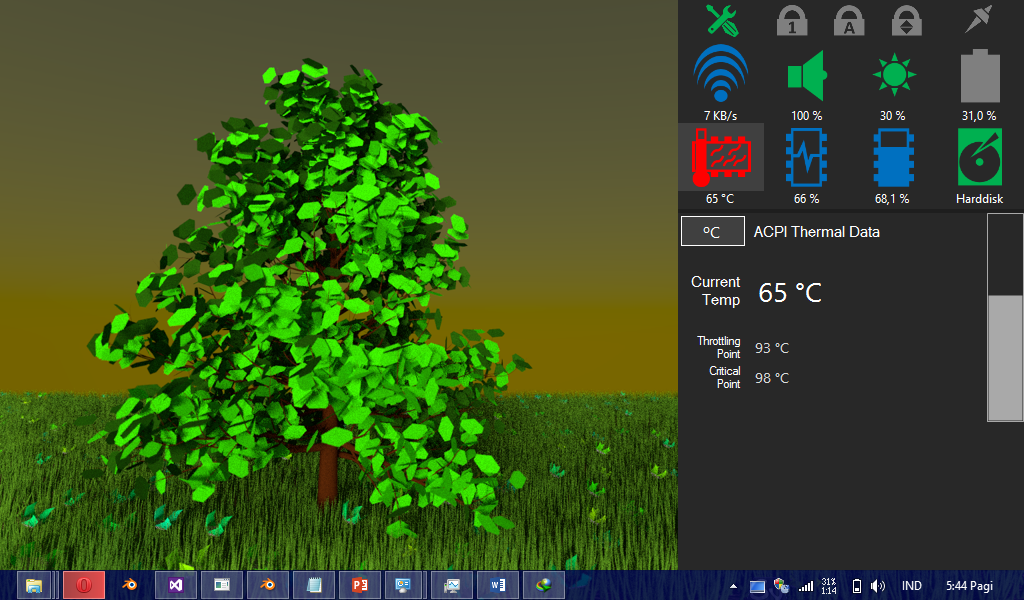 1
A
7 KB/s
100 %
30 %
31,0 %
65 °C
66 %
68,1 %
Harddisk
ºC
ACPI Thermal Data
Current
Temp
65 °C
Throttling
Point
93 °C
Critical
Point
98 °C
31%
1:14
IND
5:44 Pagi